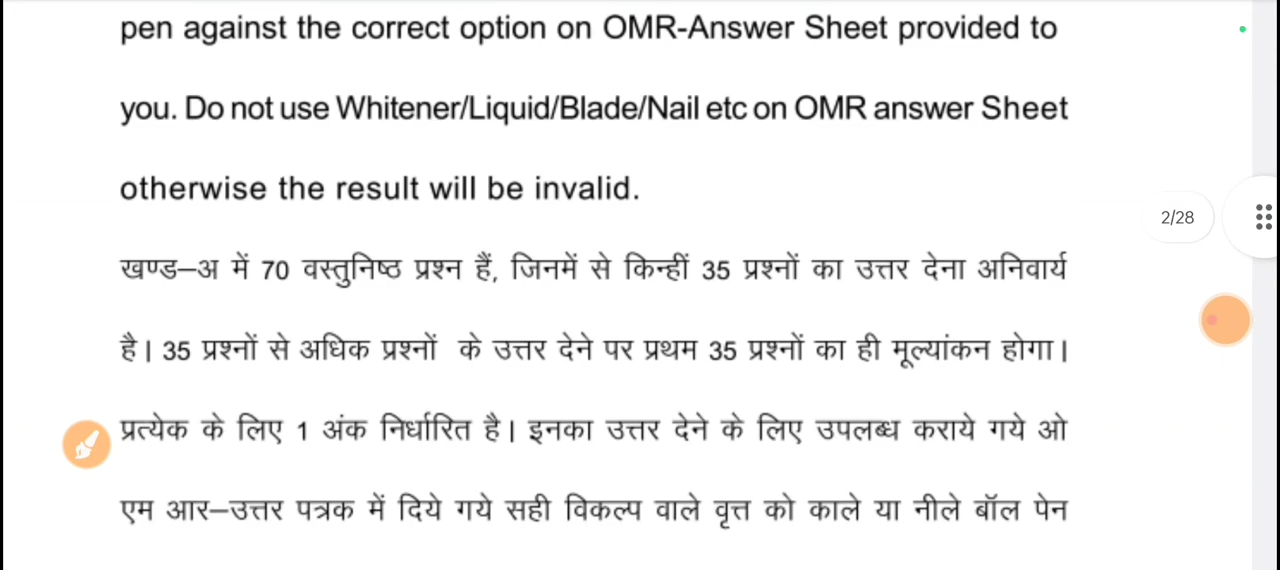 pen against the correct option on OMR-Answer Sheet provided to
you. Do not use Whitener/Liquid/Blade/Nail etc on OMR answer Sheet
otherwise the result will be invalid.
2/28
खण्ड–अ में 70 वस्तुनिष्ठ प्रश्न हैं, जिनमें से किन्हीं 35 प्रश्नों का उत्तर देना अनिवार्य
है। 35 प्रश्नों से अधिक प्रश्नों के उत्तर देने पर प्रथम 35 प्रश्नों का ही मूल्यांकन होगा।
प्रत्येक के लिए 1 अंक निर्धारित है। इनका उत्तर देने के लिए उपलब्ध कराये गये ओ
एम आर–उत्तर पत्रक में दिये गये सही विकल्प वाले वृत्त को काले या नीले बॉल पेन